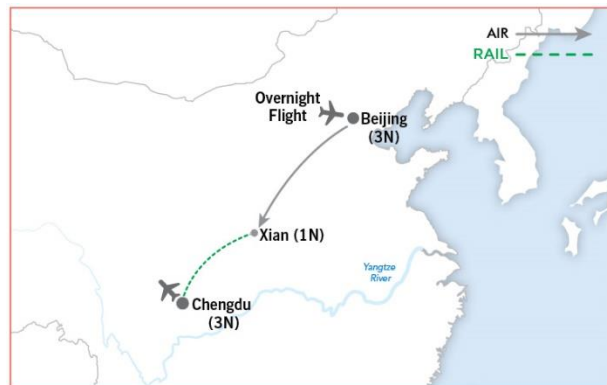 AIR
RAIL
Overnight
Flight
Beijing
(3N)
Xian (1N)
Yangtze
River
Chengdu
(3N)